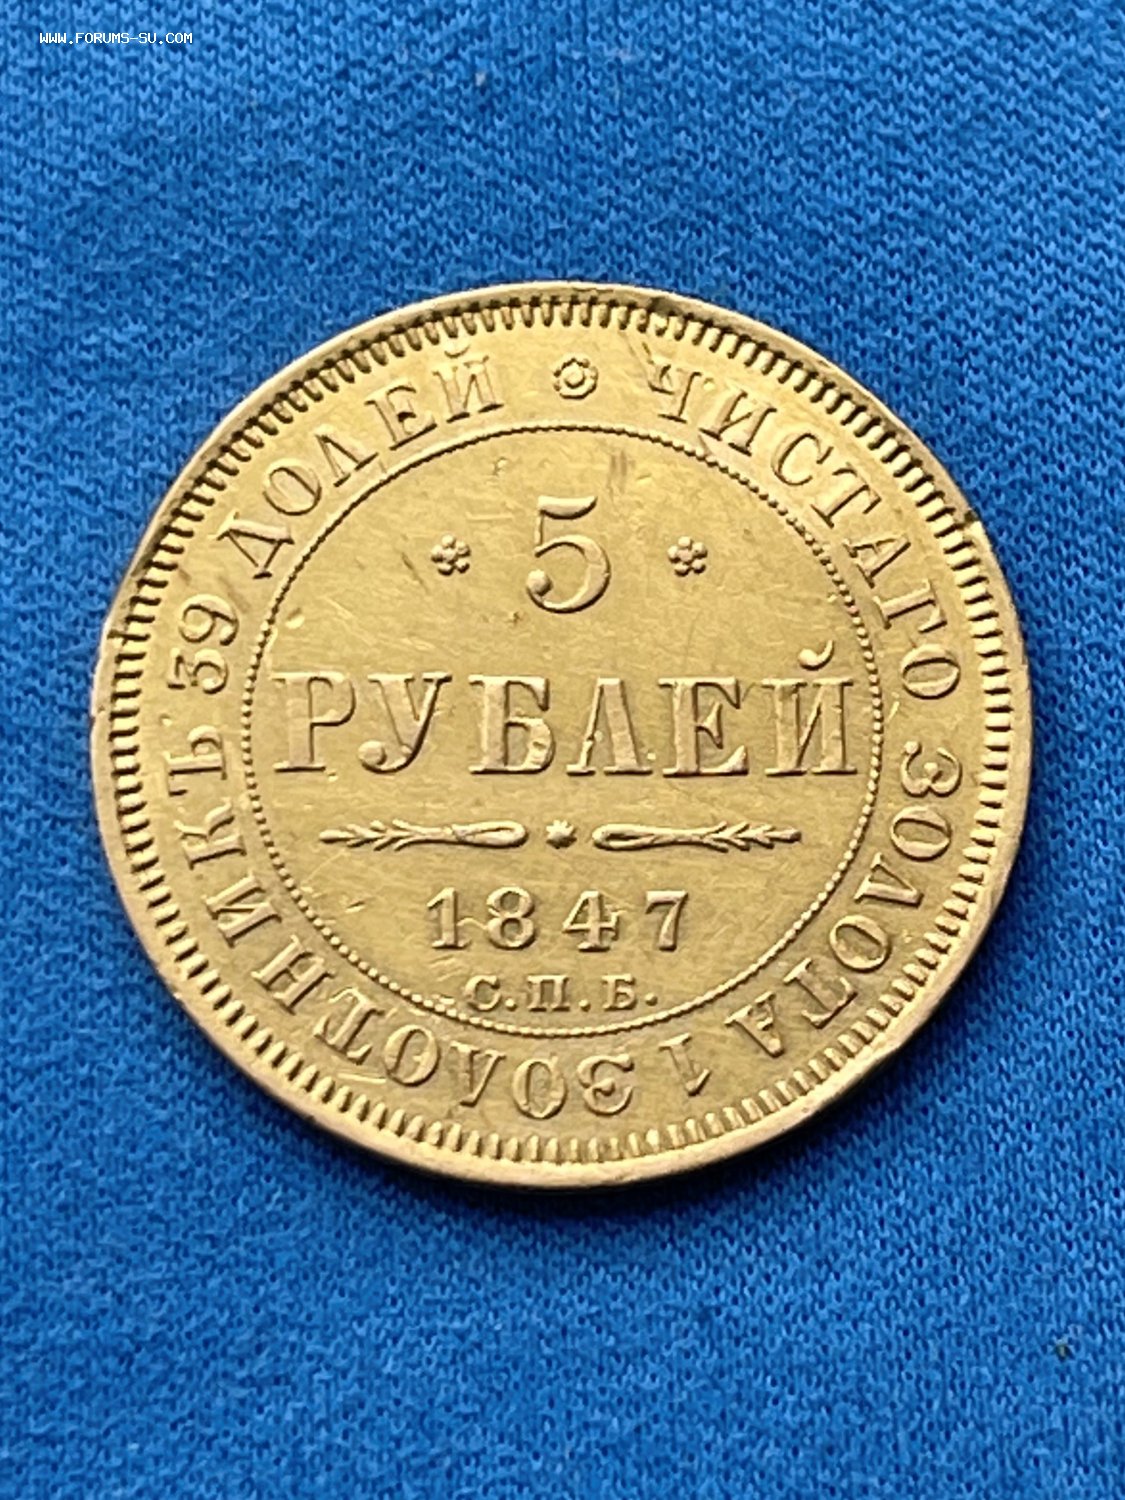 WWW.FORUMS-SU.COM
ЧИСТАГО ЗОЛОТА 1 ЗОЛОТНИКЪ 39 ДОЛЕЙ
5
РУБЛЕЙ
1847
С.П.Б.